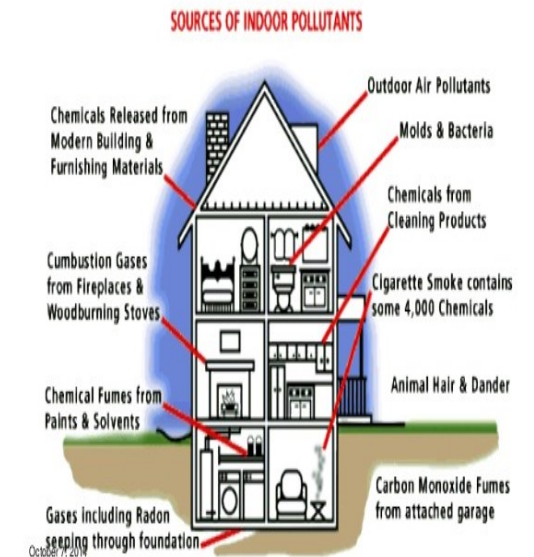 SOURCES OF INDOOR POLLUTANTS
Chemicals Released from
Modern Building &
Furnishing Materials
Outdoor Air Pollutants
Molds & Bacteria
Chemicals from
Cleaning Products
Cumbustion Gases
from Fireplaces &
Woodburning Stoves
Cigarette Smoke contains
some 4,000 Chemicals
Chemical Fumes from
Paints & Solvents
Animal Hair & Dander
Carbon Monoxide Fumes
from attached garage
Gases including Radon
seeping through foundation
October 7, 2014